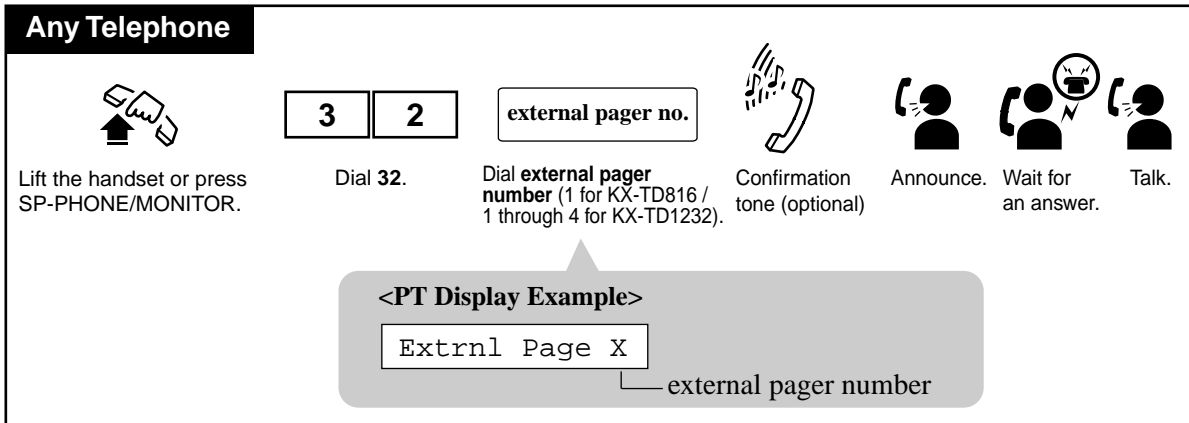 Any Telephone
3 2
external pager no.
Lift the handset or press
SP-PHONE/MONITOR.
Dial 32.
Dial external pager
number (1 for KX-TD816 /
1 through 4 for KX-TD1232).
Confirmation
tone (optional)
Announce.
Wait for
an answer.
Talk.
<PT Display Example>
Extrnl Page X
external pager number